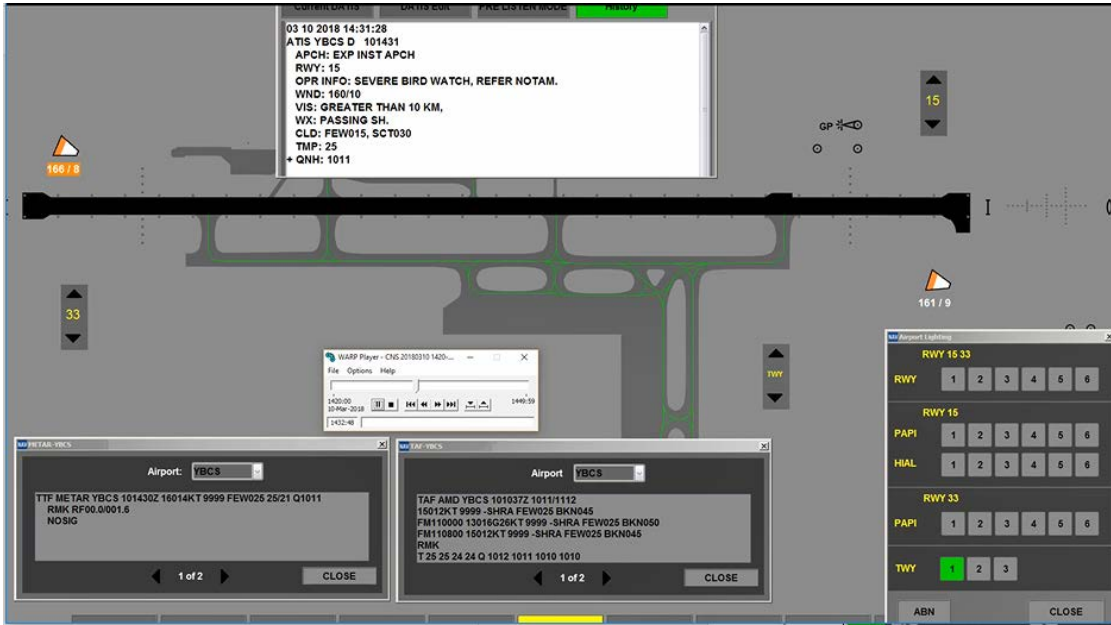 Current DATIS
DATIS Edit
PRE LISTEN MODE
History
03 10 2018 14:31:28
ATIS YBCS D 101431
APCH: EXP INST APCH
RWY: 15
OPR INFO: SEVERE BIRD WATCH, REFER NOTAM.
WND: 160/10
VIS: GREATER THAN 10 KM,
WX: PASSING SH.
CLD: FEW015, SCT030
TMP: 25
+ QNH: 1011
15
GP
166 / 8
I
161 / 9
33
TWY
WARP Player - CNS 20180310 1420-...
File Options Help
1420:00
10-Mar-2018
1449:59
1432:48
NAV METAR-YBCS
Airport: YBCS
TTF METAR YBCS 101430Z 16014KT 9999 FEW025 25/21 Q1011
RMK RF00.0/001.6
NOSIG
1 of 2
CLOSE
NAV TAF-YBCS
Airport YBCS
TAF AMD YBCS 101037Z 1011/1112
15012KT 9999 -SHRA FEW025 BKN045
FM110000 13016G26KT 9999 -SHRA FEW025 BKN050
FM110800 15012KT 9999 -SHRA FEW025 BKN045
RMK
T 25 25 24 24 Q 1012 1011 1010 1010
1 of 2
CLOSE
NAV Airport Lighting
RWY 15 33
RWY 1 2 3 4 5 6
RWY 15
PAPI 1 2 3 4 5 6
HIAL 1 2 3 4 5 6
RWY 33
PAPI 1 2 3 4 5 6
TWY 1 2 3
ABN
CLOSE